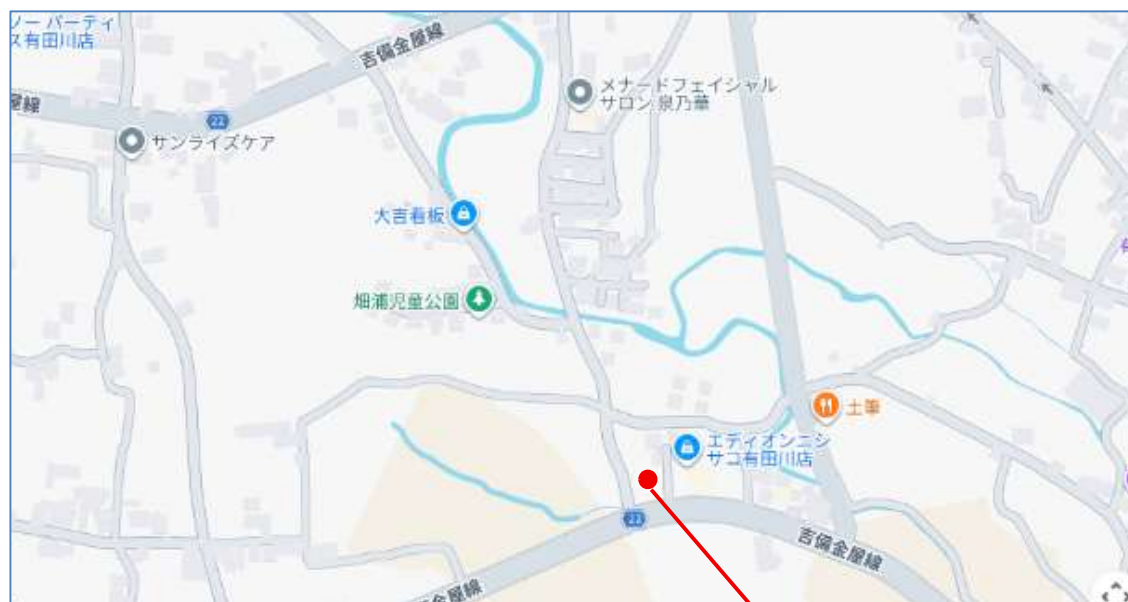 ノー パーティ
ス有田川店
吉備金屋線
メナードフェイシャル
サロン 泉乃華
屋線
22
サンライズケア
大吉看板
畑浦児童公園
土筆
エディオンニシ
サコ有田川店
22
吉備金屋線
吉備金屋線